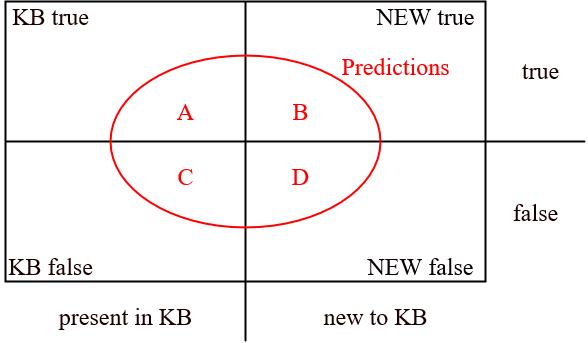 KB true
NEW true
Predictions
true
A
B
C
D
false
KB false
NEW false
present in KB
new to KB